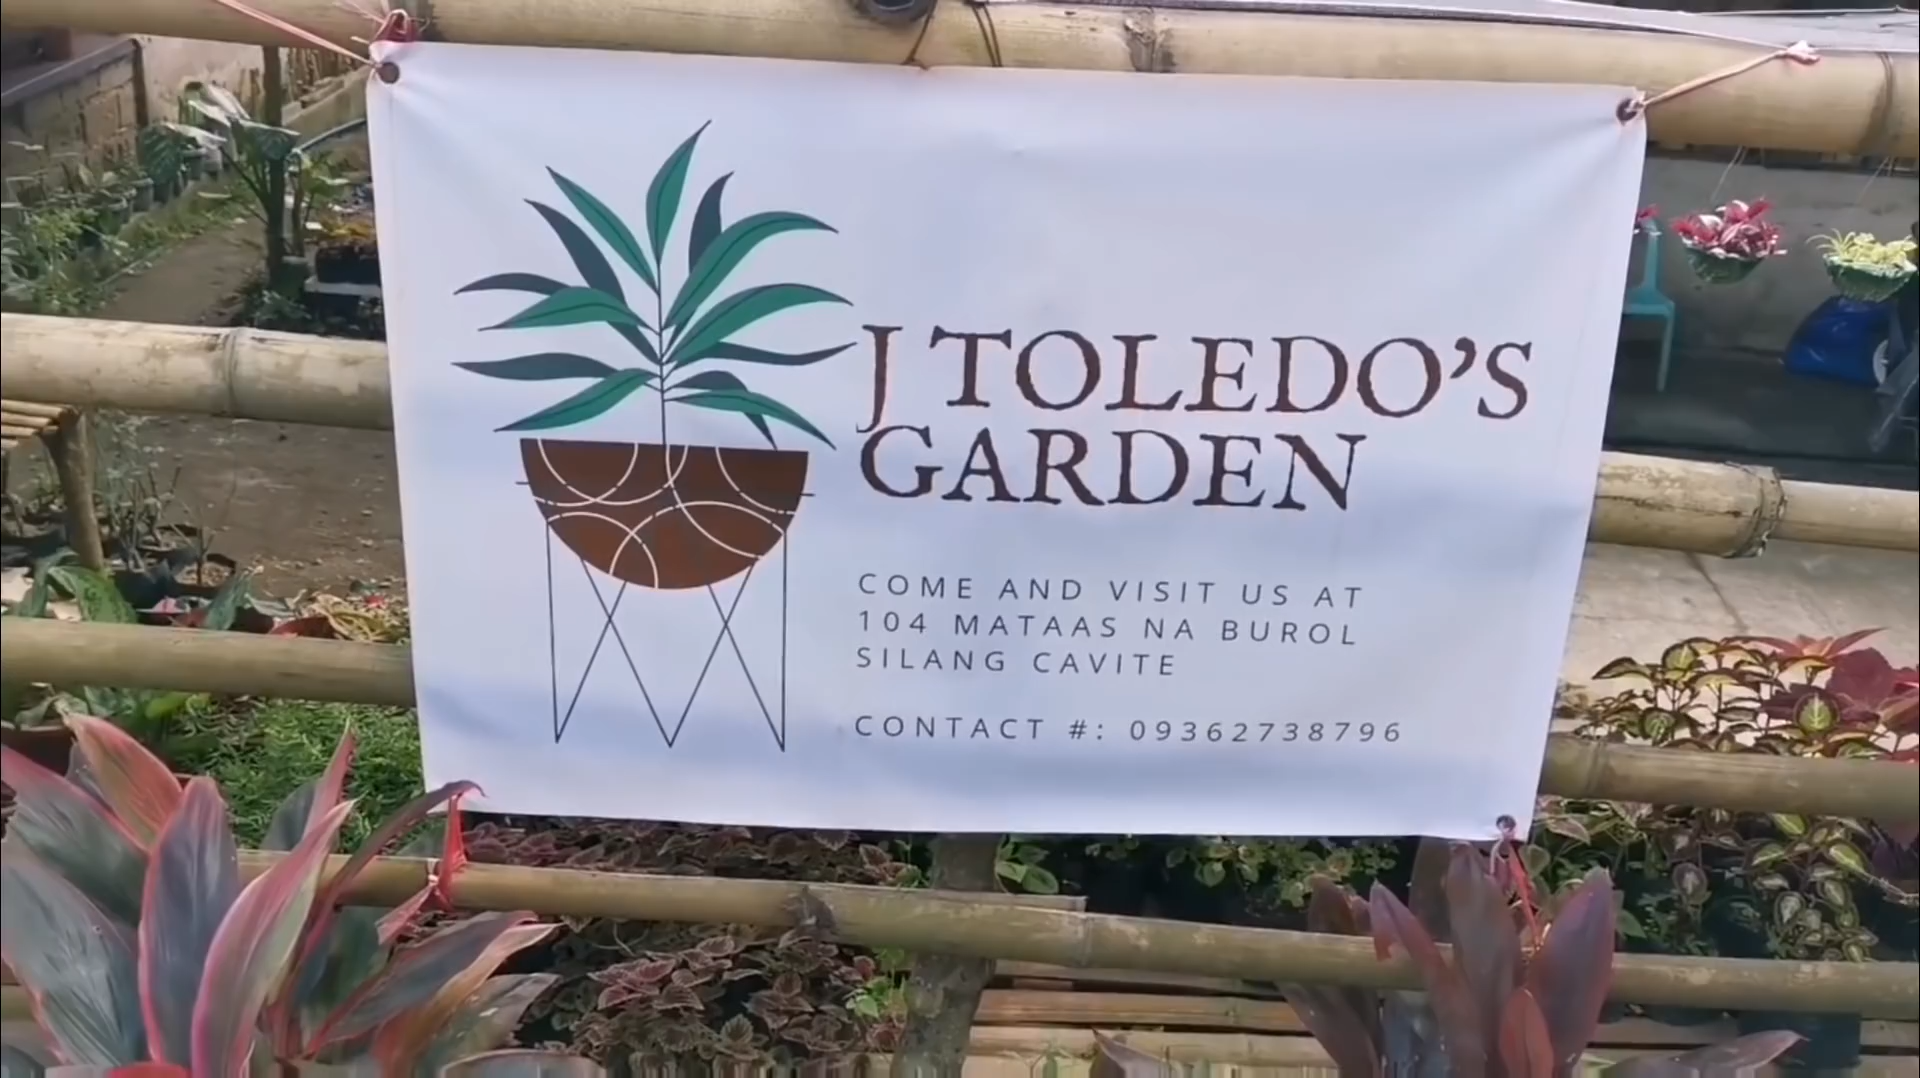 J TOLEDO'S
GARDEN
COME AND VISIT US AT
104 MATAAS NA BUROL
SILANG CAVITE
CONTACT #: 09362738796